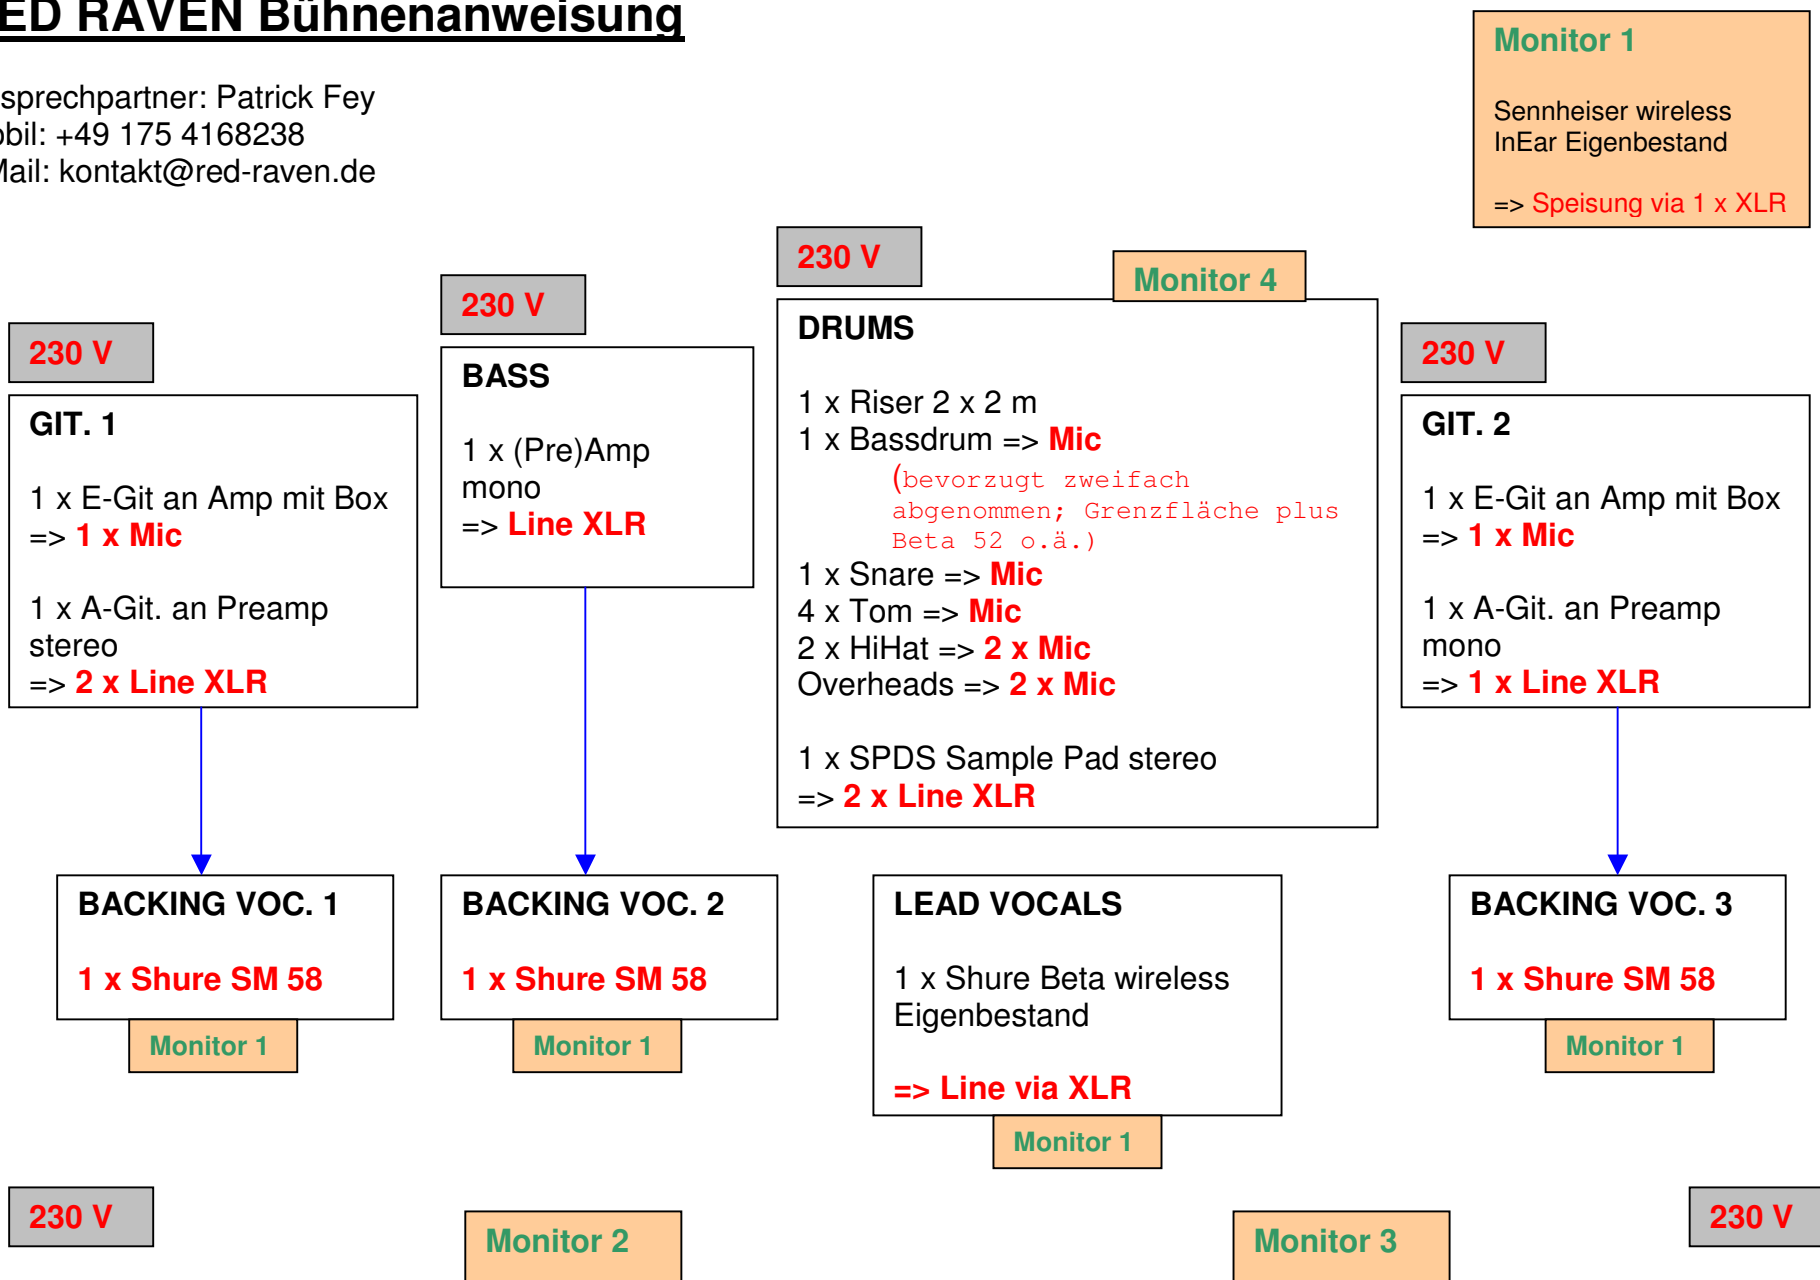 ED RAVEN Bühnenanweisung
sprechpartner: Patrick Fey
obil: +49 175 4168238
Mail: kontakt@red-raven.de
Monitor 1
Sennheiser wireless
InEar Eigenbestand
=> Speisung via 1 x XLR
230 V
GIT. 1
1 x E-Git an Amp mit Box
=> 1 x Mic
1 x A-Git. an Preamp
stereo
=> 2 x Line XLR
230 V
BASS
1 x (Pre)Amp
mono
=> Line XLR
230 V
Monitor 4
DRUMS
1 x Riser 2 x 2 m
1 x Bassdrum => Mic
(bevorzugt zweifach
abgenommen; Grenzfläche plus
Beta 52 o.ä.)
1 x Snare => Mic
4 x Tom => Mic
2 x HiHat => 2 x Mic
Overheads => 2 x Mic
1 x SPDS Sample Pad stereo
=> 2 x Line XLR
230 V
GIT. 2
1 x E-Git an Amp mit Box
=> 1 x Mic
1 x A-Git. an Preamp
mono
=> 1 x Line XLR
BACKING VOC. 1
1 x Shure SM 58
Monitor 1
BACKING VOC. 2
1 x Shure SM 58
Monitor 1
LEAD VOCALS
1 x Shure Beta wireless
Eigenbestand
=> Line via XLR
Monitor 1
BACKING VOC. 3
1 x Shure SM 58
Monitor 1
230 V
Monitor 2
Monitor 3
230 V